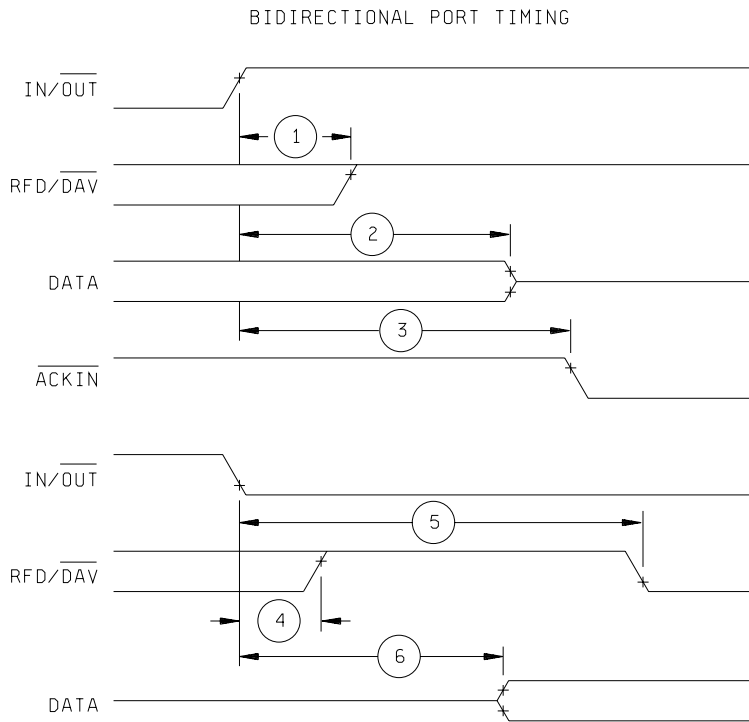 BIDIRECTIONAL PORT TIMING
IN/OUT
1
RFD/DAV
2
DATA
3
ACKIN
IN/OUT
5
RFD/DAV
4
6
DATA